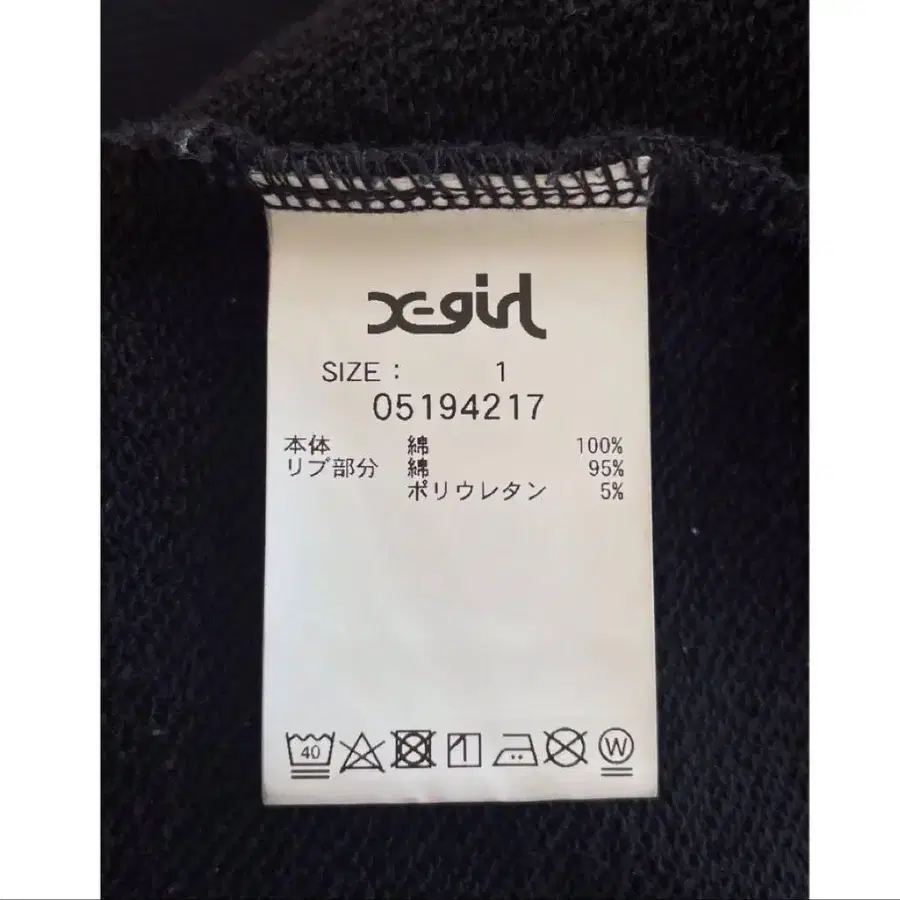 X-girl
SIZE : 1
05194217
本体 綿 100%
リブ部分 綿 95%
ポリウレタン 5%
40 W